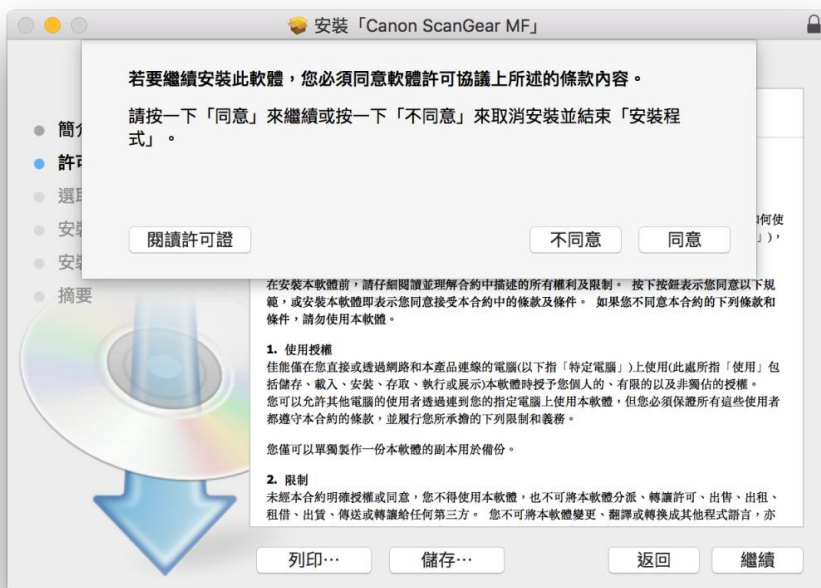 安裝「Canon ScanGear MF」
若要繼續安裝此軟體，您必須同意軟體許可協議上所述的條款內容。
請按一下「同意」來繼續或按一下「不同意」來取消安裝並結束「安裝程
式」。
閱讀許可證
不同意
同意
簡
許
選
安
安
摘要
何使
」），
在安裝本軟體前，請仔細閱讀並理解合約中描述的所有權利及限制。 按下按鈕表示您同意以下規
範，或安裝本軟體即表示您同意接受本合約中的條款及條件。 如果您不同意本合約的下列條款和
條件，請勿使用本軟體。
1. 使用授權
佳能僅在您直接或透過網路和本產品連線的電腦(以下指「特定電腦」)上使用(此處所指「使用」包
括儲存、載入、安裝、存取、執行或展示)本軟體時授予您個人的、有限的以及非獨佔的授權。
您可以允許其他電腦的使用者透過連到您的指定電腦上使用本軟體，但您必須保證所有這些使用者
都遵守本合約的條款，並履行您所承擔的下列限制和義務。
您僅可以單獨製作一份本軟體的副本用於備份。
2. 限制
未經本合約明確授權或同意，您不得使用本軟體，也不可將本軟體分派、轉讓許可、出售、出租、
租借、出賃、傳送或轉讓給任何第三方。 您不可將本軟體變更、翻譯或轉換成其他程式語言，亦
列印…
儲存…
返回
繼續